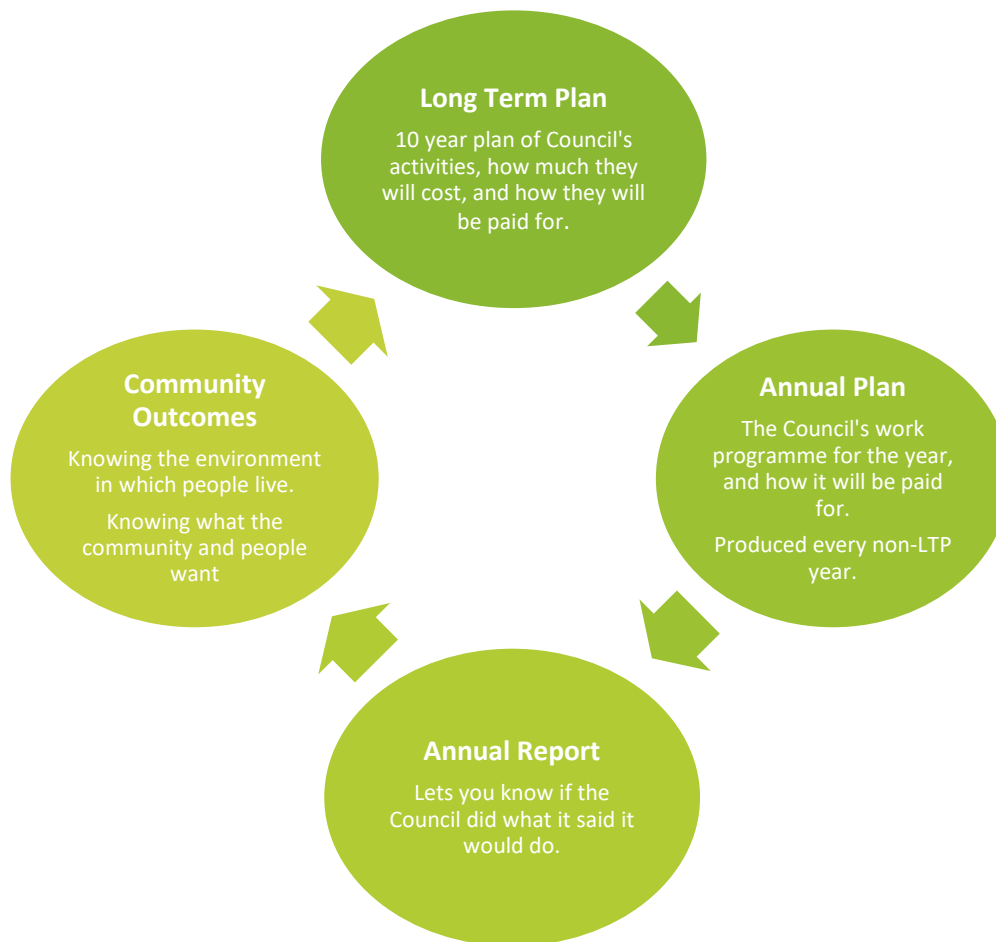 Long Term Plan
10 year plan of Council's
activities, how much they
will cost, and how they will
be paid for.
Annual Plan
The Council's work
programme for the year,
and how it will be paid
for.
Produced every non-LTP
year.
Annual Report
Lets you know if the
Council did what it said it
would do.
Community
Outcomes
Knowing the environment
in which people live.
Knowing what the
community and people
want